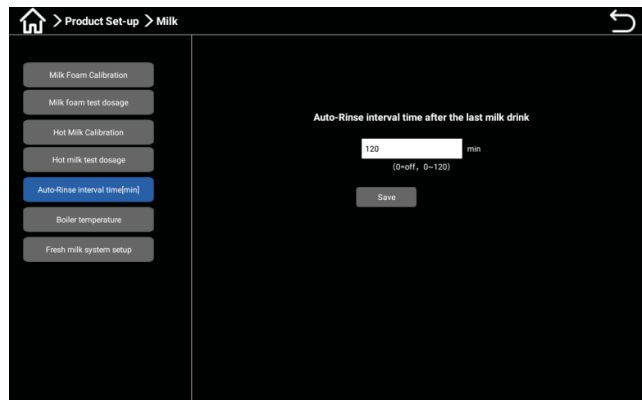 > Product Set-up > Milk
Milk Foam Calibration
Milk foam test dosage
Hot Milk Calibration
Hot milk test dosage
Auto-Rinse interval time[min]
Boiler temperature
Fresh milk system setup
Auto-Rinse interval time after the last milk drink
120 min
(0=off, 0~120)
Save